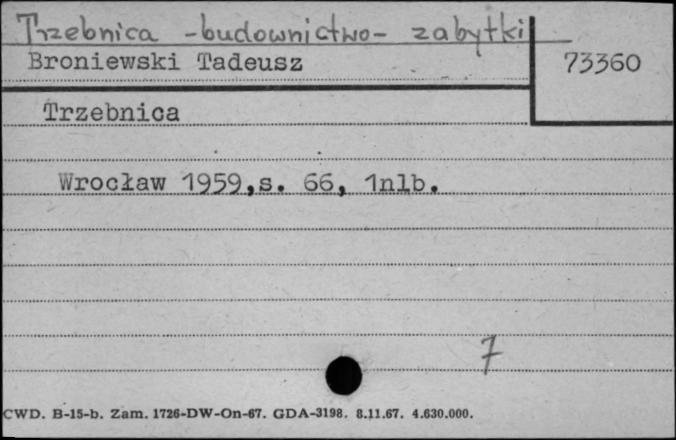 Trzebnica -budownictwo- zabytki
Broniewski Tadeusz
73360
Trzebnica
Wrocław 1959,s. 66, 1nlb.
7
CWD. B-15-b. Zam. 1726-DW-On-67. GDA-3198. 8.11.67. 4.630.000.